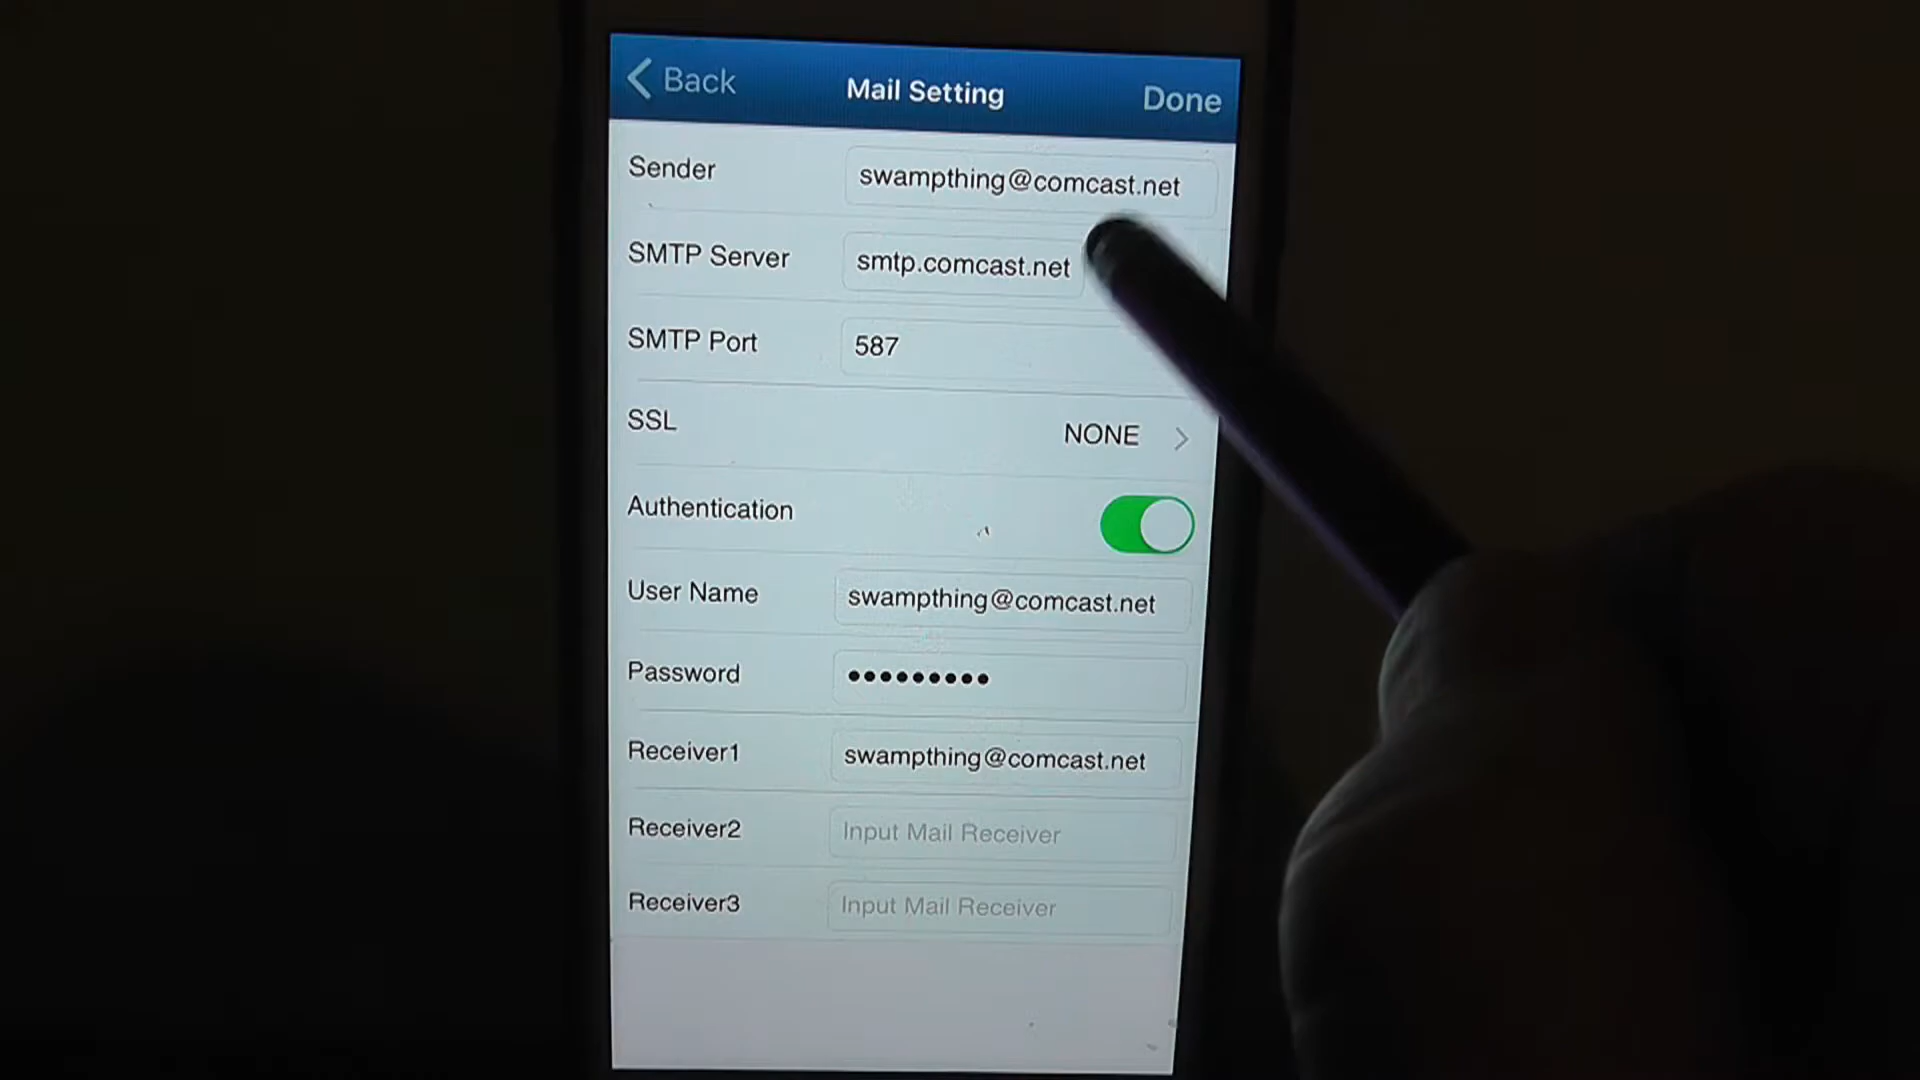 Back Mail Setting Done
Sender swampthing@comcast.net
SMTP Server smtp.comcast.net
SMTP Port 587
SSL NONE
Authentication
User Name swampthing@comcast.net
Password •••••••••
Receiver1 swampthing@comcast.net
Receiver2 Input Mail Receiver
Receiver3 Input Mail Receiver